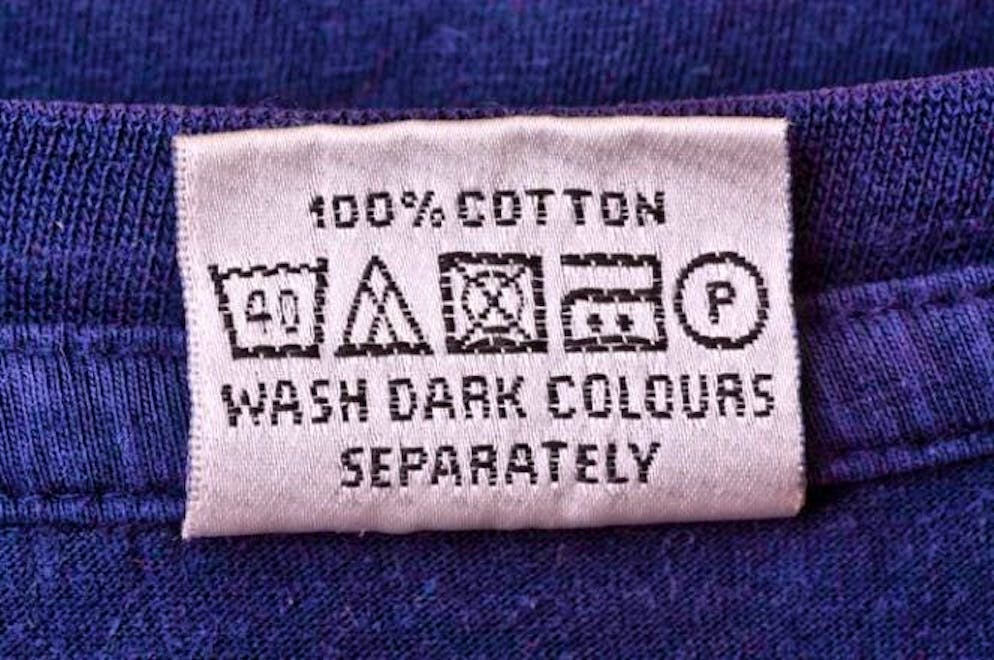 100% COTTON
40 P
WASH DARK COLOURS
SEPARATELY